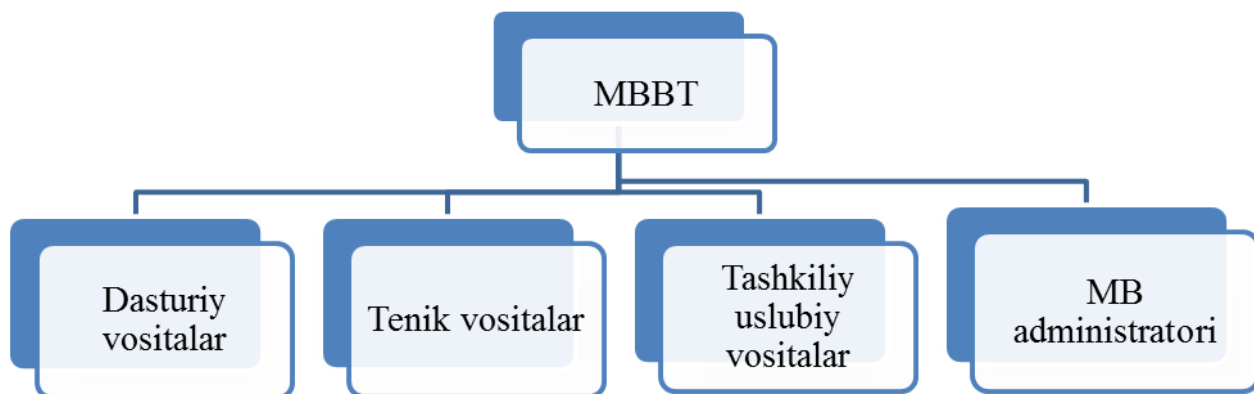 MBBT
Dasturiy
vositalar
Tenik vositalar
Tashkiliy
uslubiy
vositalar
MB
administratori